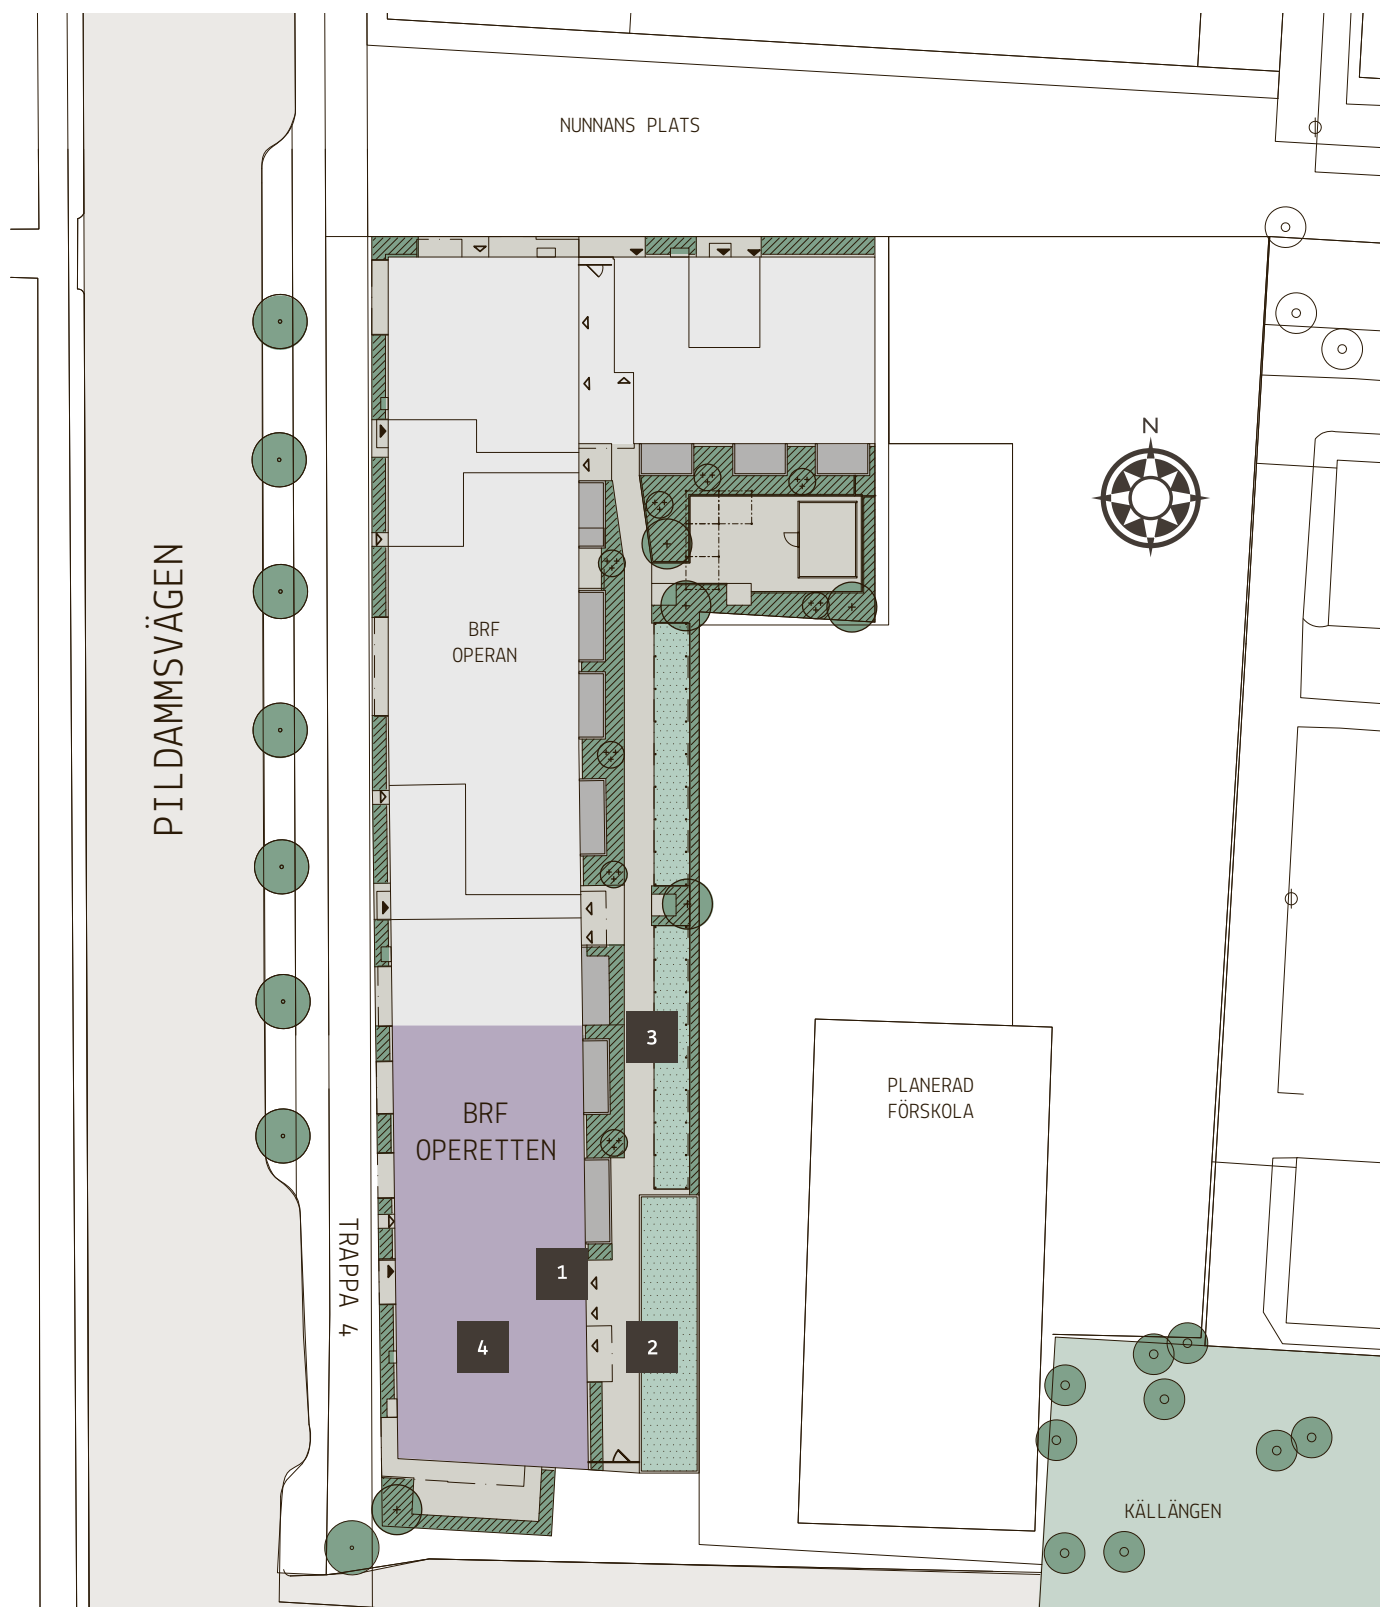 NUNNANS PLATS
N
PILDAMMSVÄGEN
BRF
OPERAN
3
PLANERAD
FÖRSKOLA
BRF
OPERETTEN
TRAPPA 4
1
4
2
KÄLLÄNGEN